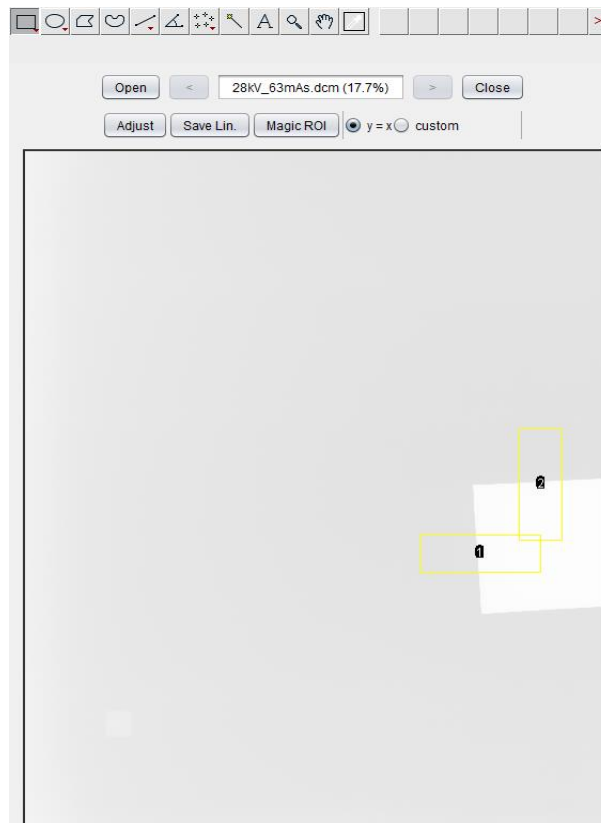 A >
Open < 28kV_63mAs.dcm (17.7%) > Close
Adjust Save Lin. Magic ROI y = x custom
2
1